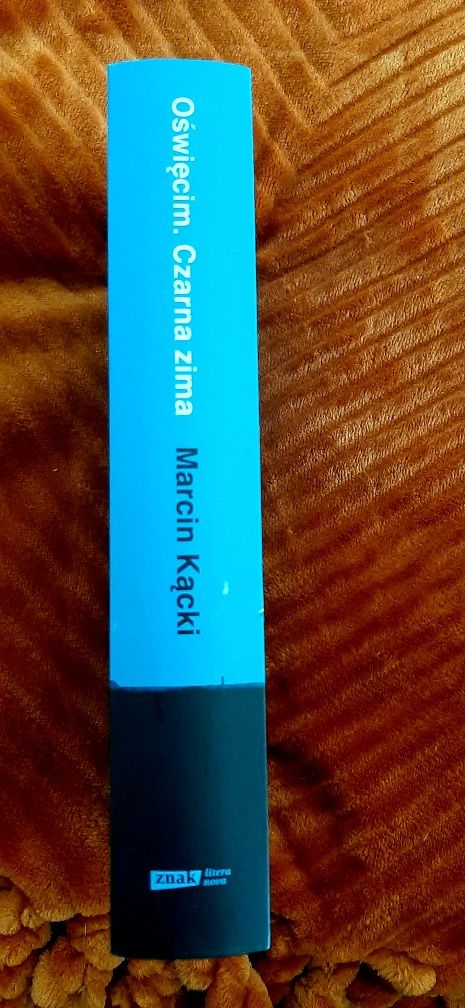 Oświęcim. Czarna zima Marcin Kącki
znak litera
nova